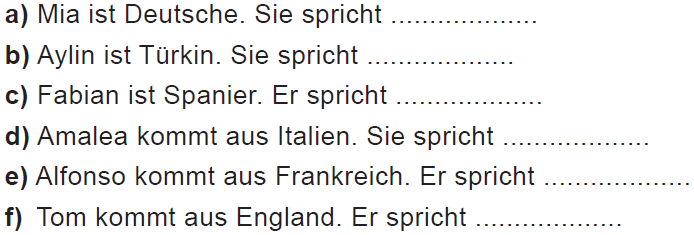 a) Mia ist Deutsche. Sie spricht ...................
b) Aylin ist Türkin. Sie spricht ...................
c) Fabian ist Spanier. Er spricht ...................
d) Amalea kommt aus Italien. Sie spricht ...................
e) Alfonso kommt aus Frankreich. Er spricht ...................
f) Tom kommt aus England. Er spricht ...................